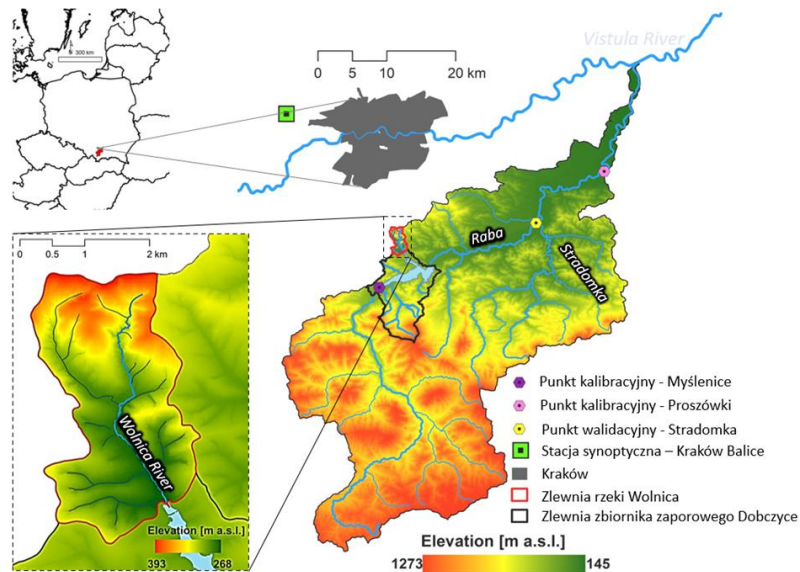 300 km
0 5 10 20 km
Vistula River
Raba
Stradomka
0 0.5 1 2 km
Wolnica River
Elevation [m a.s.l.]
393 268
Punkt kalibracyjny - Myślenice
Punkt kalibracyjny - Proszówki
Punkt walidacyjny - Stradomka
Stacja synoptyczna – Kraków Balice
Kraków
Zlewnia rzeki Wolnica
Zlewnia zbiornika zaporowego Dobczyce
Elevation [m a.s.l.]
1273 145